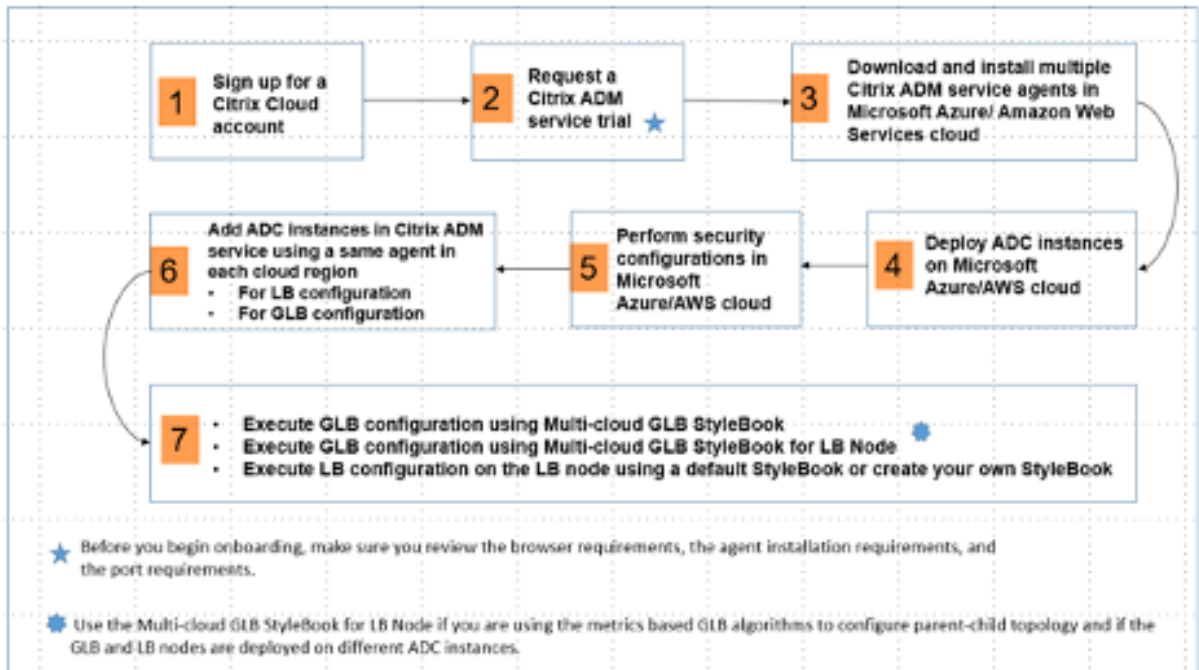 1
Sign up for a
Citrix Cloud
account
2
Request a
Citrix ADM
service trial
3
Download and install multiple
Citrix ADM service agents in
Microsoft Azure/ Amazon Web
Services cloud
4
Deploy ADC instances
on Microsoft
Azure/AWS cloud
5
Perform security
configurations in
Microsoft
Azure/AWS cloud
6
Add ADC instances in Citrix ADM
service using a same agent in
each cloud region
- For LB configuration
- For GLB configuration
7
• Execute GLB configuration using Multi-cloud GLB StyleBook
• Execute GLB configuration using Multi-cloud GLB StyleBook for LB Node
• Execute LB configuration on the LB node using a default StyleBook or create your own StyleBook
Before you begin onboarding, make sure you review the browser requirements, the agent installation requirements, and
the port requirements.
Use the Multi-cloud GLB StyleBook for LB Node if you are using the metrics based GLB algorithms to configure parent-child topology and if the
GLB and LB nodes are deployed on different ADC instances.